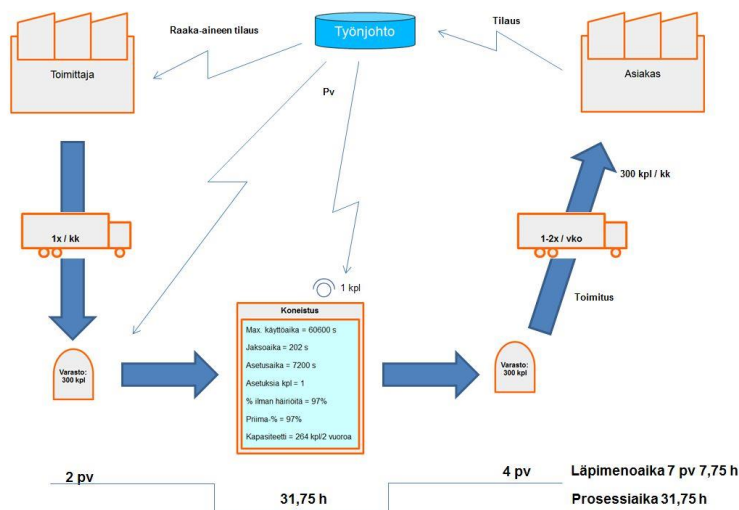 Raaka-aineen tilaus
Työnjohto
Tilaus
Toimittaja
Asiakas
Pv
300 kpl / kk
1x / kk
1-2x / vko
1 kpl
Toimitus
Koneistus
Max. käyttöaika = 60600 s
Jaksoaika = 202 s
Asetusaika = 7200 s
Asetuksia kpl = 1
% ilman häiriöitä = 97%
Priima-% = 97%
Kapasiteetti = 264 kpl/2 vuoroa
Varasto:
300 kpl
Varasto:
300 kpl
2 pv
31,75 h
4 pv
Läpimenoaika 7 pv 7,75 h
Prosessiaika 31,75 h